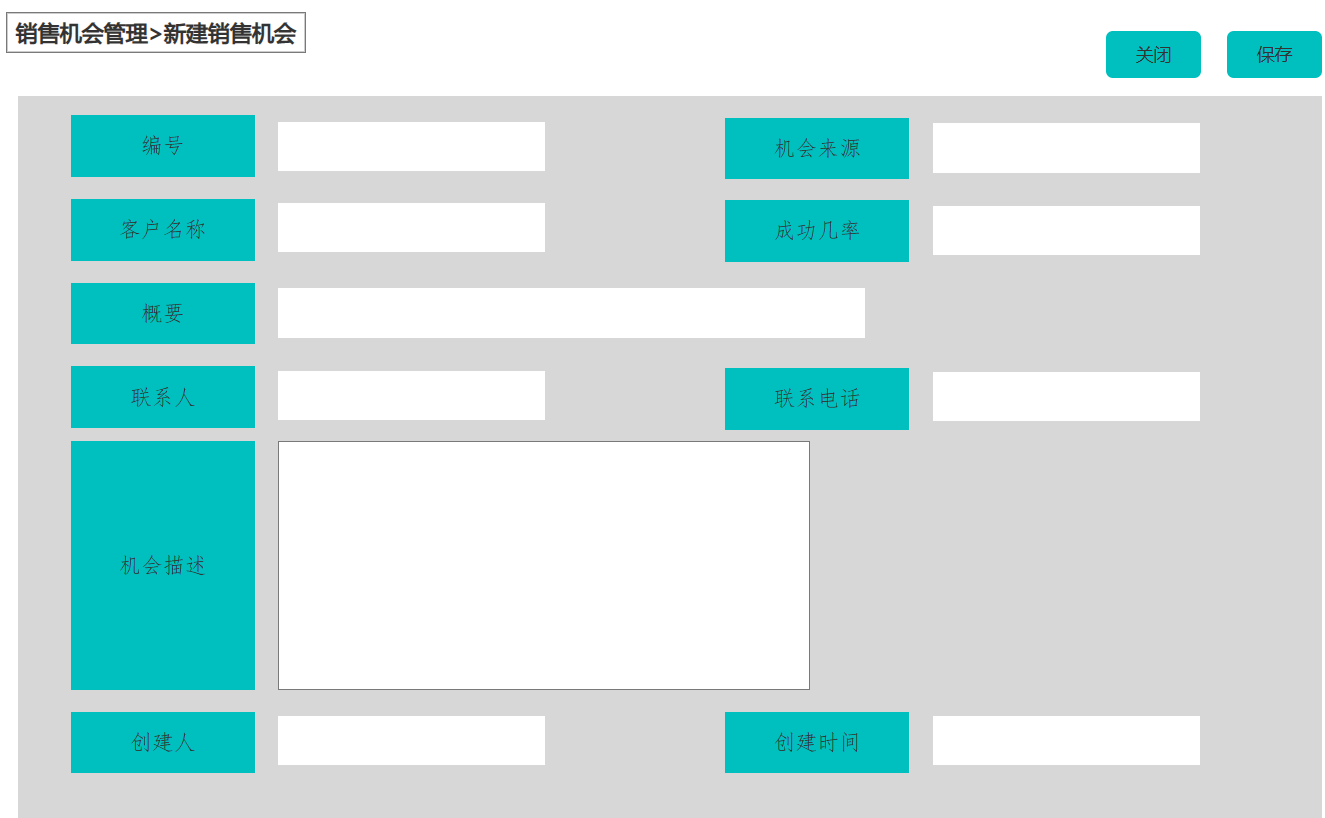 销售机会管理>新建销售机会
关闭 保存
编号 机会来源
客户名称 成功几率
概要
联系人 联系电话
机会描述
创建人 创建时间